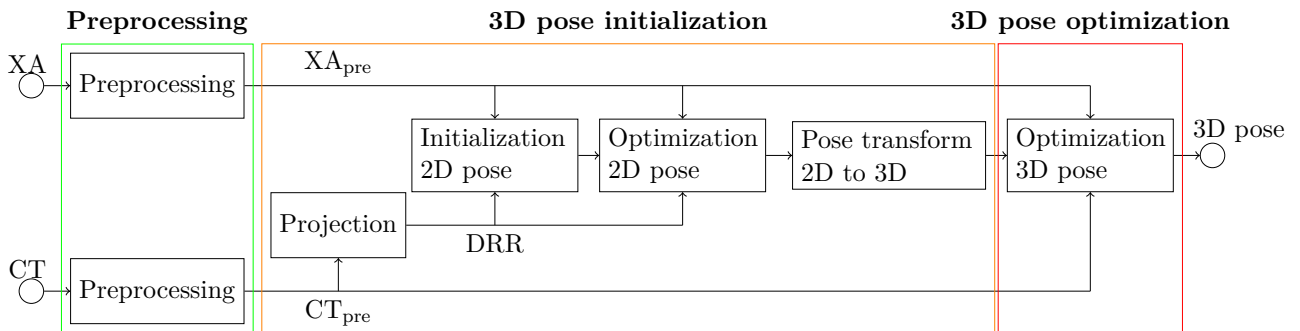 Preprocessing
3D pose initialization
3D pose optimization
XA
Preprocessing
XA_pre
Initialization
2D pose
Optimization
2D pose
Pose transform
2D to 3D
Optimization
3D pose
3D pose
Projection
DRR
CT
Preprocessing
CT_pre